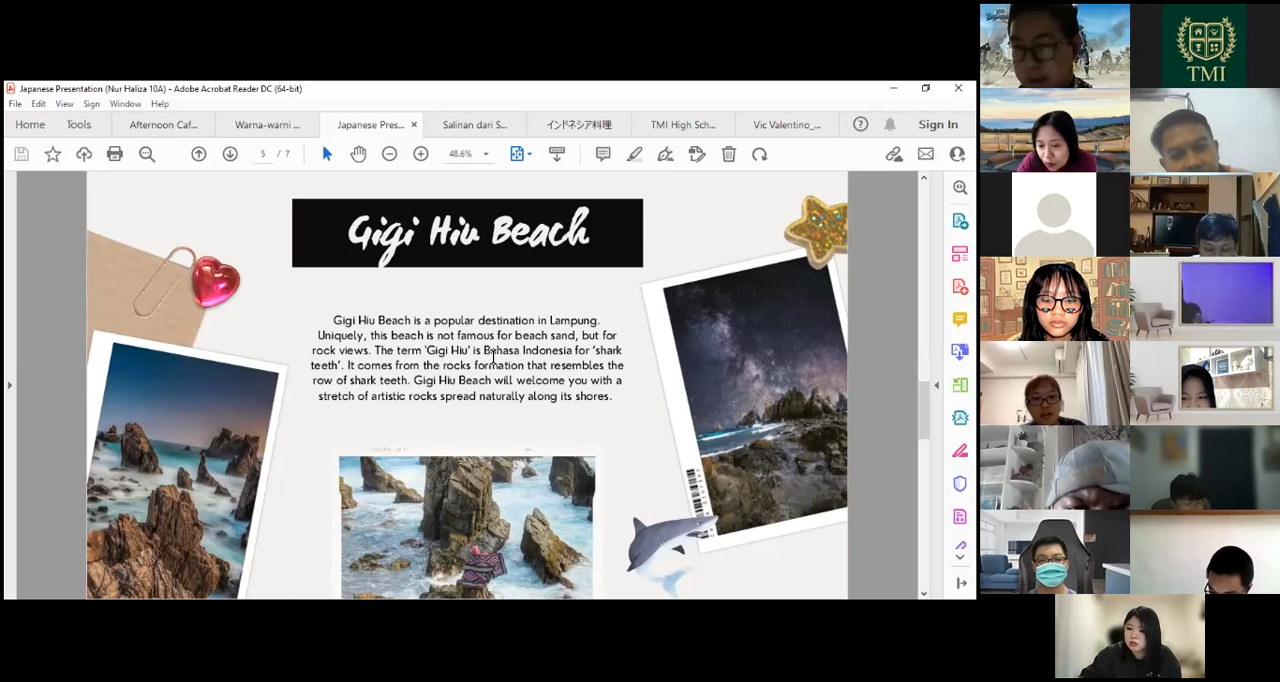 Japanese Presentation (Nur Haliza 10A) - Adobe Acrobat Reader DC (64-bit)
File Edit View Sign Window Help
Home Tools Afternoon Caf... Warna-warni ... Japanese Pres... Salinan dari S... インドネシア料理 TMI High Sch... Vic Valentino_... Sign In
5 / 7 48.6%
Gigi Hiu Beach
Gigi Hiu Beach is a popular destination in Lampung.
Uniquely, this beach is not famous for beach sand, but for
rock views. The term 'Gigi Hiu' is Bahasa Indonesia for 'shark
teeth'. It comes from the rocks formation that resembles the
row of shark teeth. Gigi Hiu Beach will welcome you with a
stretch of artistic rocks spread naturally along its shores.
TMI